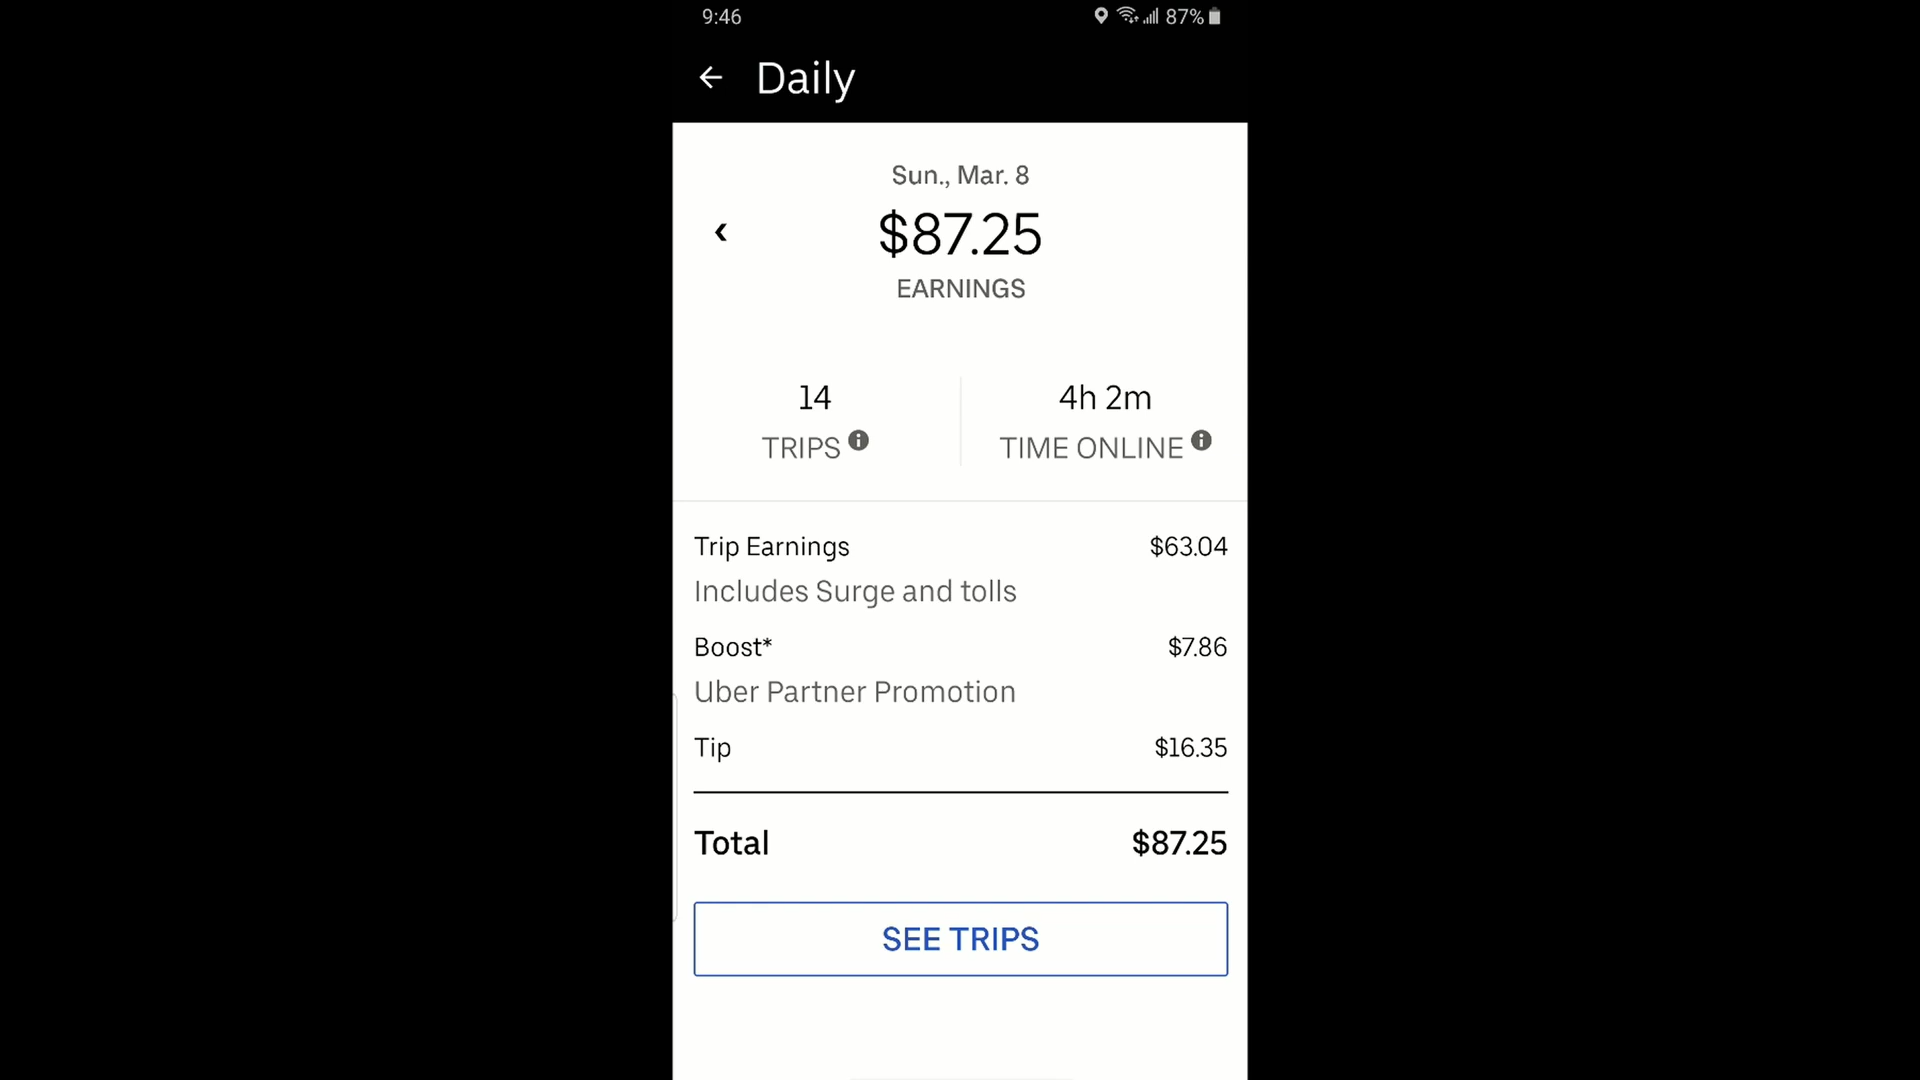 9:46
87%
Daily
Sun., Mar. 8
$87.25
EARNINGS
14
TRIPS
4h 2m
TIME ONLINE
Trip Earnings $63.04
Includes Surge and tolls
Boost* $7.86
Uber Partner Promotion
Tip $16.35
Total $87.25
SEE TRIPS